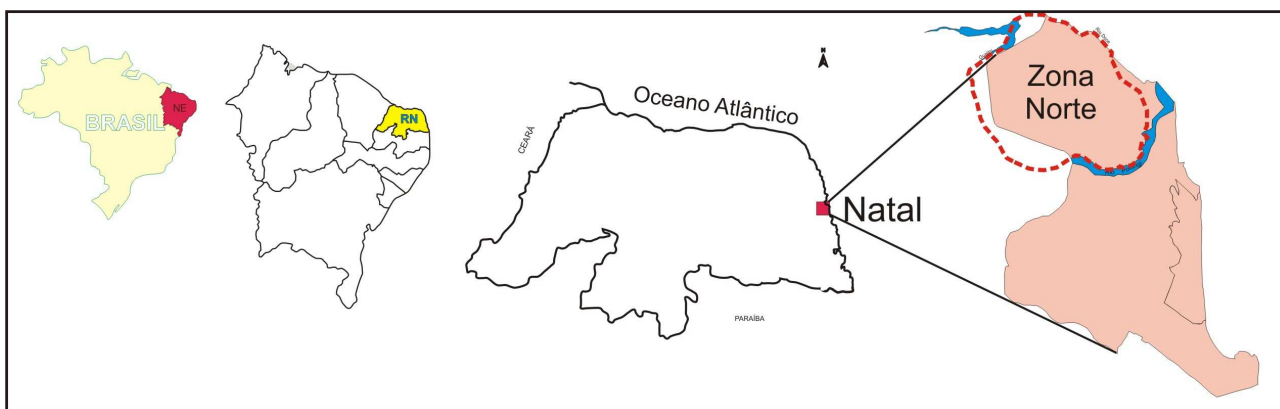 BRASIL
NE
RN
CEARÁ
Oceano Atlântico
N
Natal
PARAÍBA
Zona
Norte